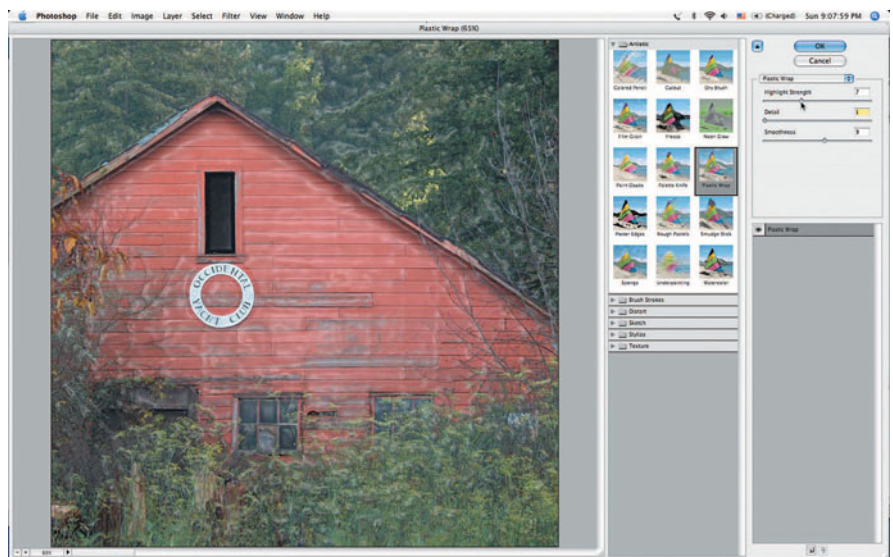 Photoshop File Edit Image Layer Select Filter View Window Help (Charged) Sun 9:07:59 PM
Plastic Wrap (65%)
Artistic
Colored Pencil Cutout Dry Brush
Film Grain Fresco Neon Glow
Paint Daubs Palette Knife Plastic Wrap
Poster Edges Rough Pastels Smudge Stick
Sponge Underpainting Watercolor
Brush Strokes
Distort
Sketch
Stylize
Texture
OK
Cancel
Plastic Wrap
Highlight Strength 7
Detail 1
Smoothness 9
Plastic Wrap
OCCIDENTAL
YACHT CLUB